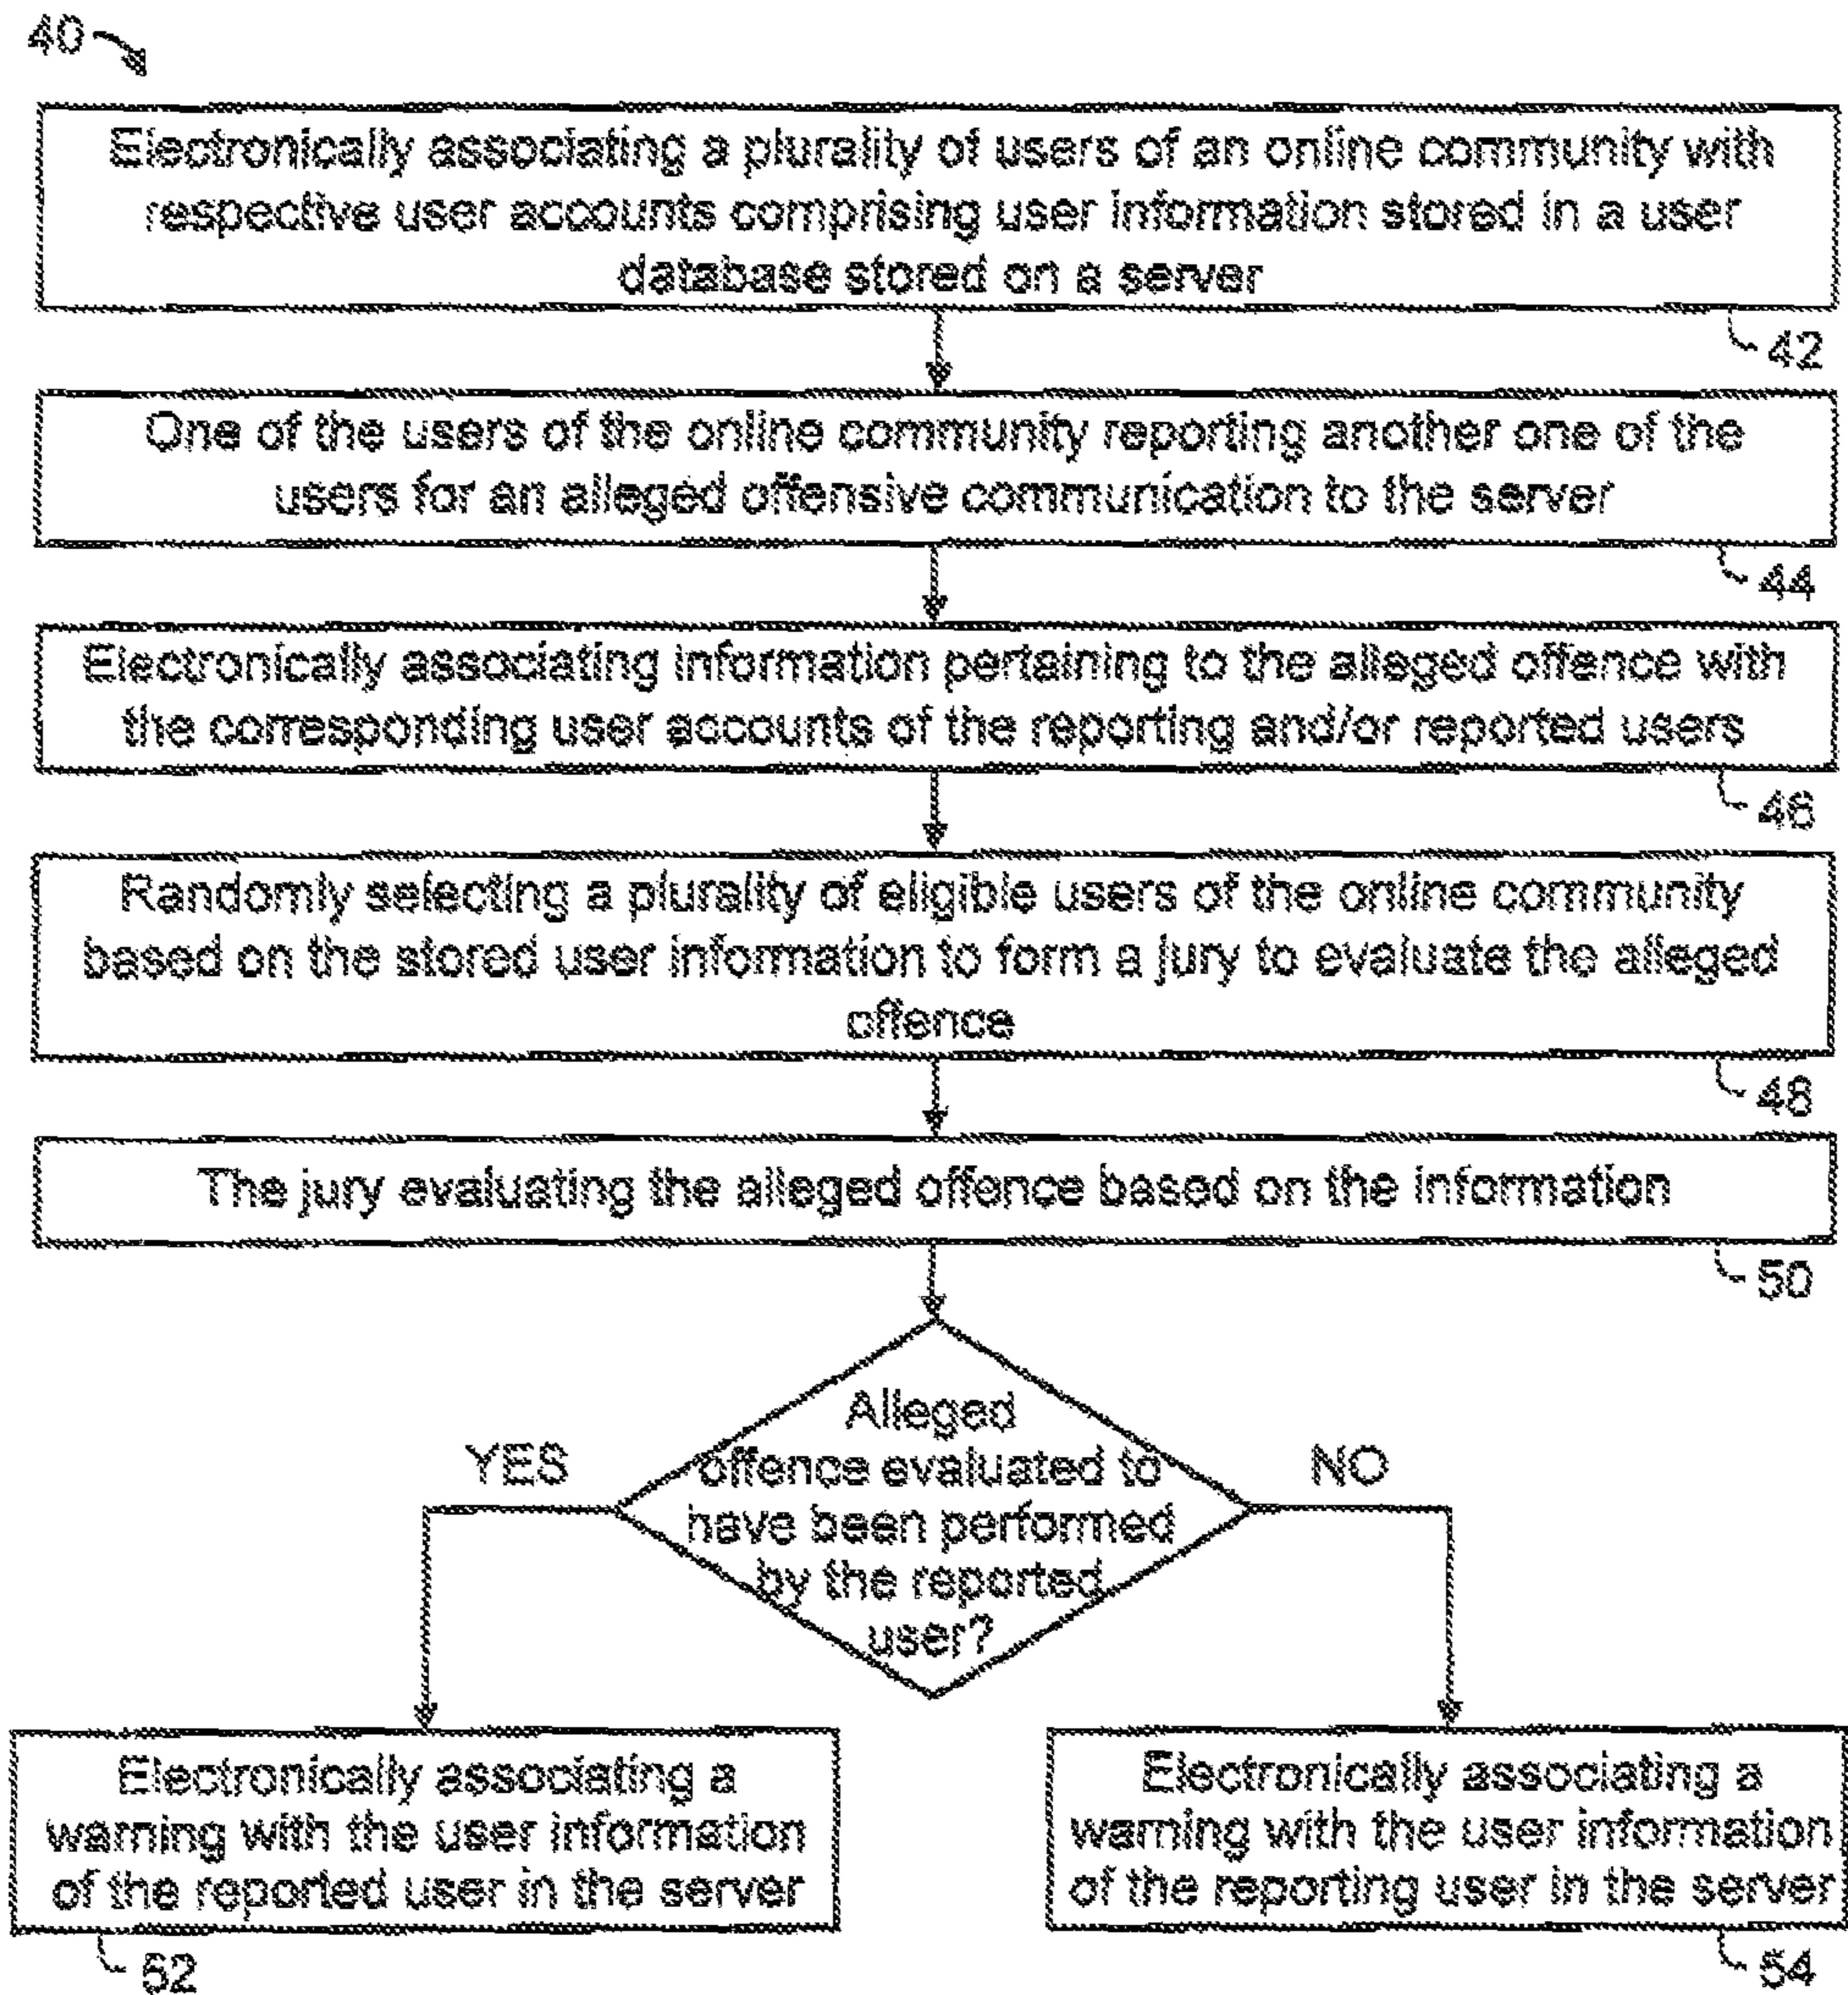 40
Electronically associating a plurality of users of an online community with
respective user accounts comprising user information stored in a user
database stored on a server
42
One of the users of the online community reporting another one of the
users for an alleged offensive communication to the server
44
Electronically associating information pertaining to the alleged offence with
the corresponding user accounts of the reporting and/or reported users
46
Randomly selecting a plurality of eligible users of the online community
based on the stored user information to form a jury to evaluate the alleged
offence
48
The jury evaluating the alleged offence based on the information
50
Alleged
offence evaluated to
have been performed
by the reported
user?
YES
NO
Electronically associating a
warning with the user information
of the reported user in the server
52
Electronically associating a
warning with the user information
of the reporting user in the server
54